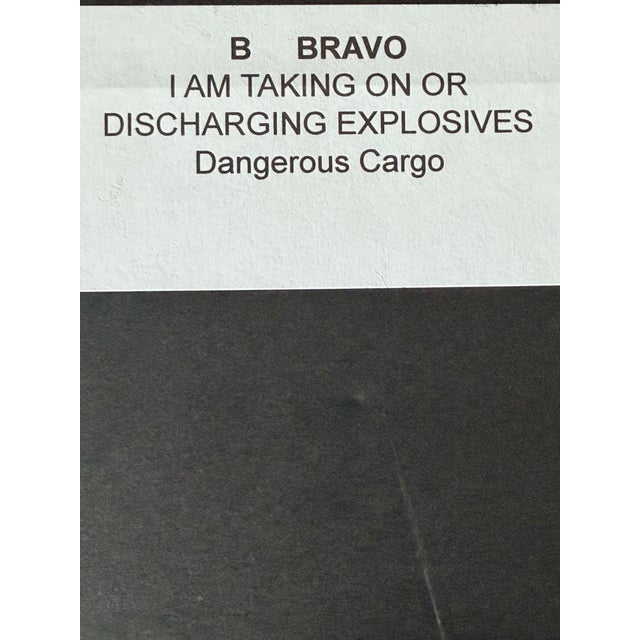 B BRAVO
I AM TAKING ON OR
DISCHARGING EXPLOSIVES
Dangerous Cargo